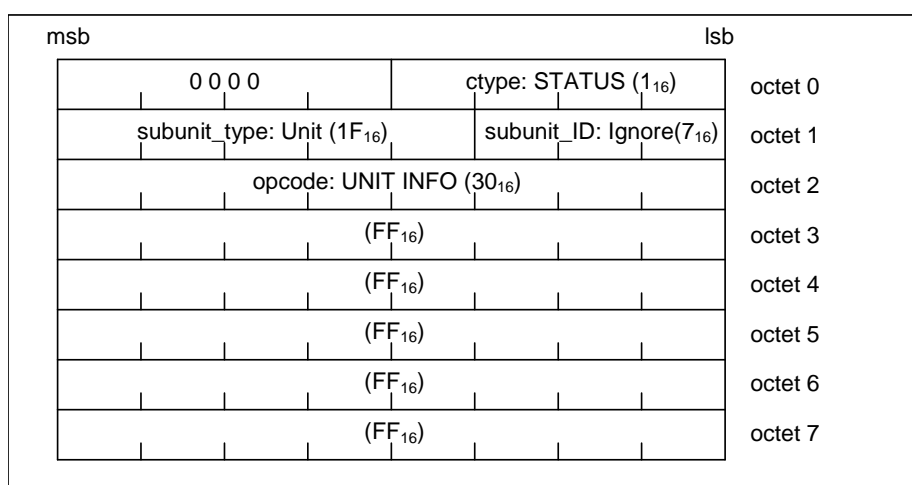 msb lsb
0 0 0 0 ctype: STATUS (1₁₆) octet 0
subunit_type: Unit (1F₁₆) subunit_ID: Ignore(7₁₆) octet 1
opcode: UNIT INFO (30₁₆) octet 2
(FF₁₆) octet 3
(FF₁₆) octet 4
(FF₁₆) octet 5
(FF₁₆) octet 6
(FF₁₆) octet 7